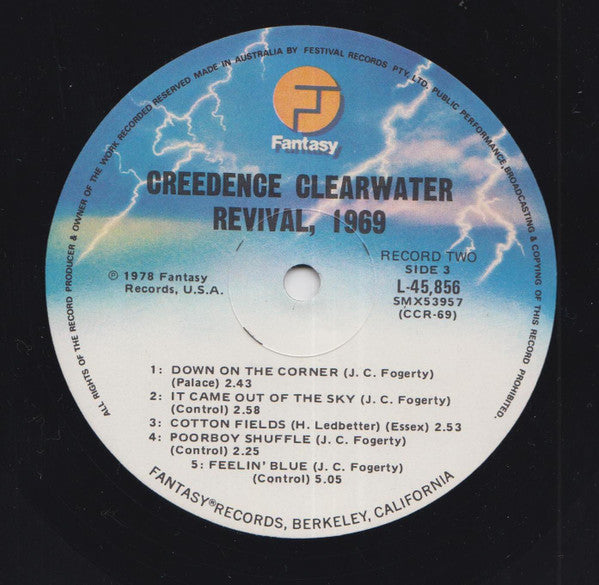 ALL RIGHTS OF THE RECORD PRODUCER & OWNER OF THE WORK RECORDED RESERVED MADE IN AUSTRALIA BY FESTIVAL RECORDS PTY. LTD. PUBLIC PERFORMANCE, BROADCASTING & COPYING OF THIS RECORD PROHIBITED.
Fantasy
CREEDENCE CLEARWATER
REVIVAL, 1969
℗ 1978 Fantasy
Records, U.S.A.
RECORD TWO
SIDE 3
L-45,856
SMX53957
(CCR-69)
1: DOWN ON THE CORNER (J. C. Fogerty)
(Palace) 2.43
2: IT CAME OUT OF THE SKY (J. C. Fogerty)
(Control) 2.58
3: COTTON FIELDS (H. Ledbetter) (Essex) 2.53
4: POORBOY SHUFFLE (J. C. Fogerty)
(Control) 2.25
5: FEELIN' BLUE (J. C. Fogerty)
(Control) 5.05
FANTASY® RECORDS, BERKELEY, CALIFORNIA